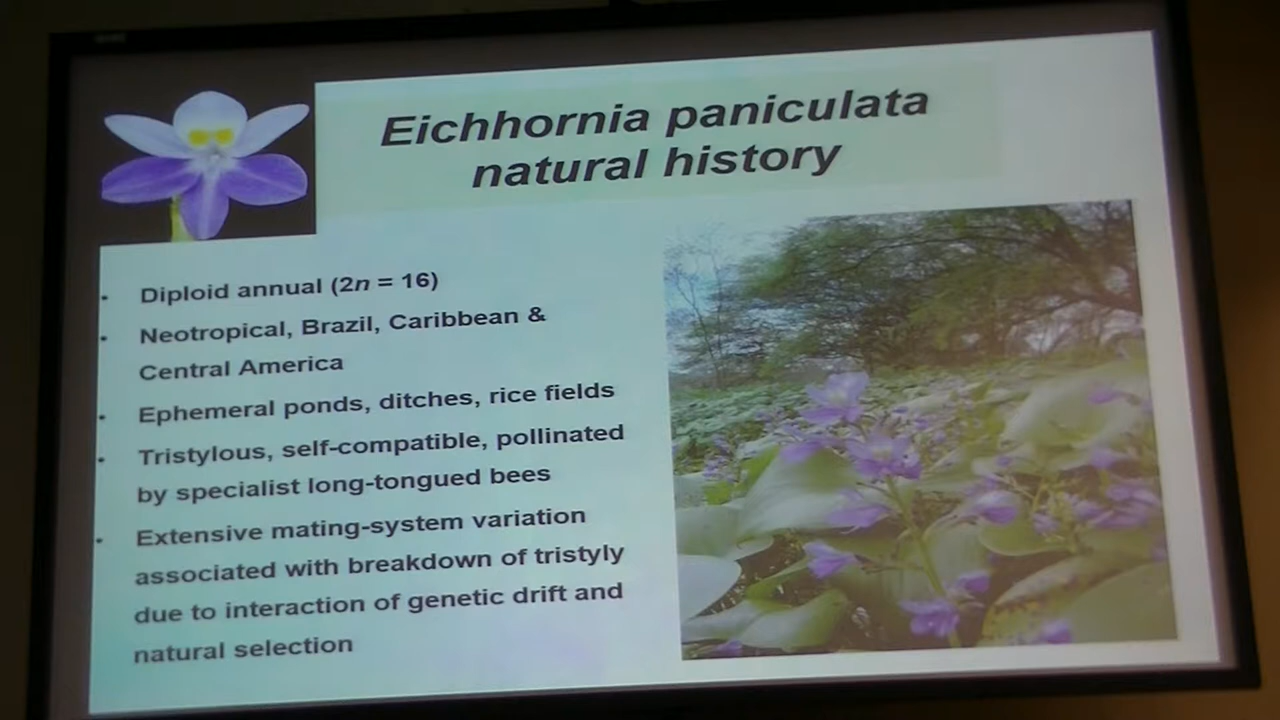 Eichhornia paniculata
natural history
• Diploid annual (2n = 16)
• Neotropical, Brazil, Caribbean &
Central America
• Ephemeral ponds, ditches, rice fields
• Tristylous, self-compatible, pollinated
by specialist long-tongued bees
• Extensive mating-system variation
associated with breakdown of tristyly
due to interaction of genetic drift and
natural selection